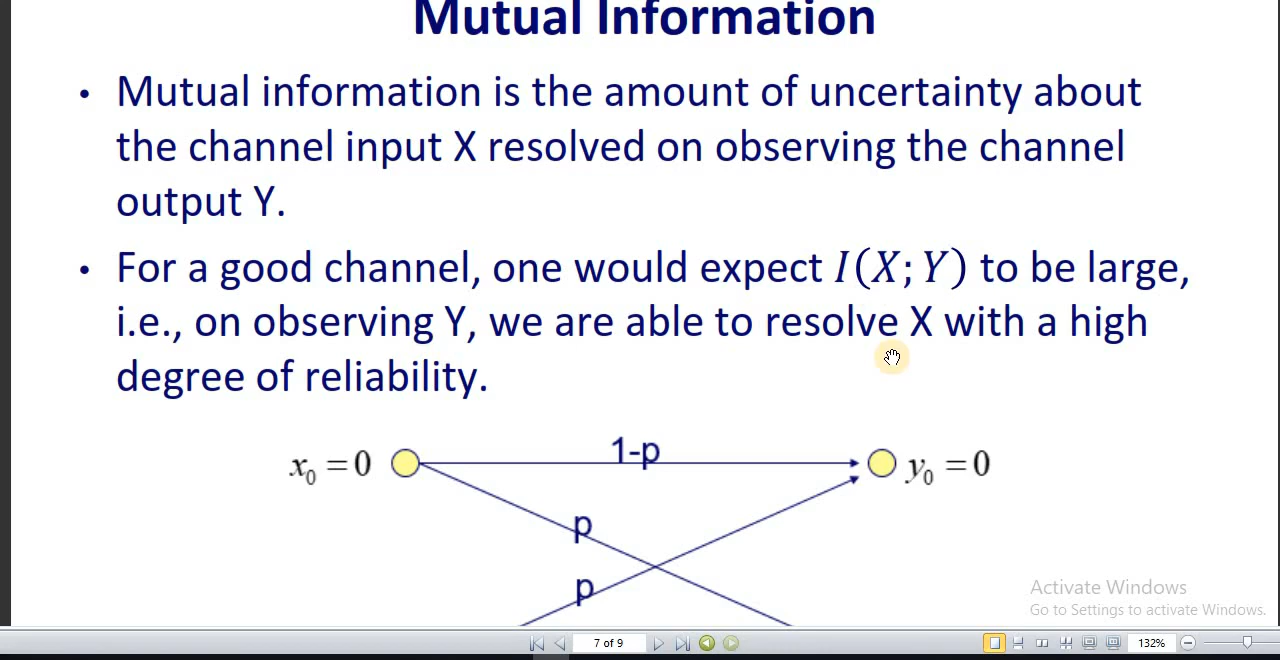 Mutual Information
• Mutual information is the amount of uncertainty about
the channel input X resolved on observing the channel
output Y.
• For a good channel, one would expect I(X; Y) to be large,
i.e., on observing Y, we are able to resolve X with a high
degree of reliability.
x₀ = 0 1-p y₀ = 0
p
p
Activate Windows
Go to Settings to activate Windows.
7 of 9 132%